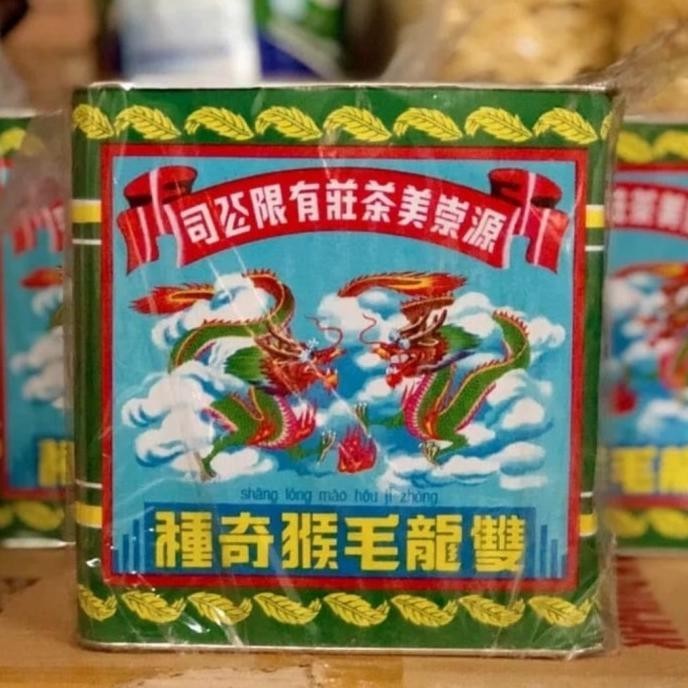 源崇美茶莊有限公司
shāng lóng mào hóu jī zhǒng
雙龍毛猴奇種